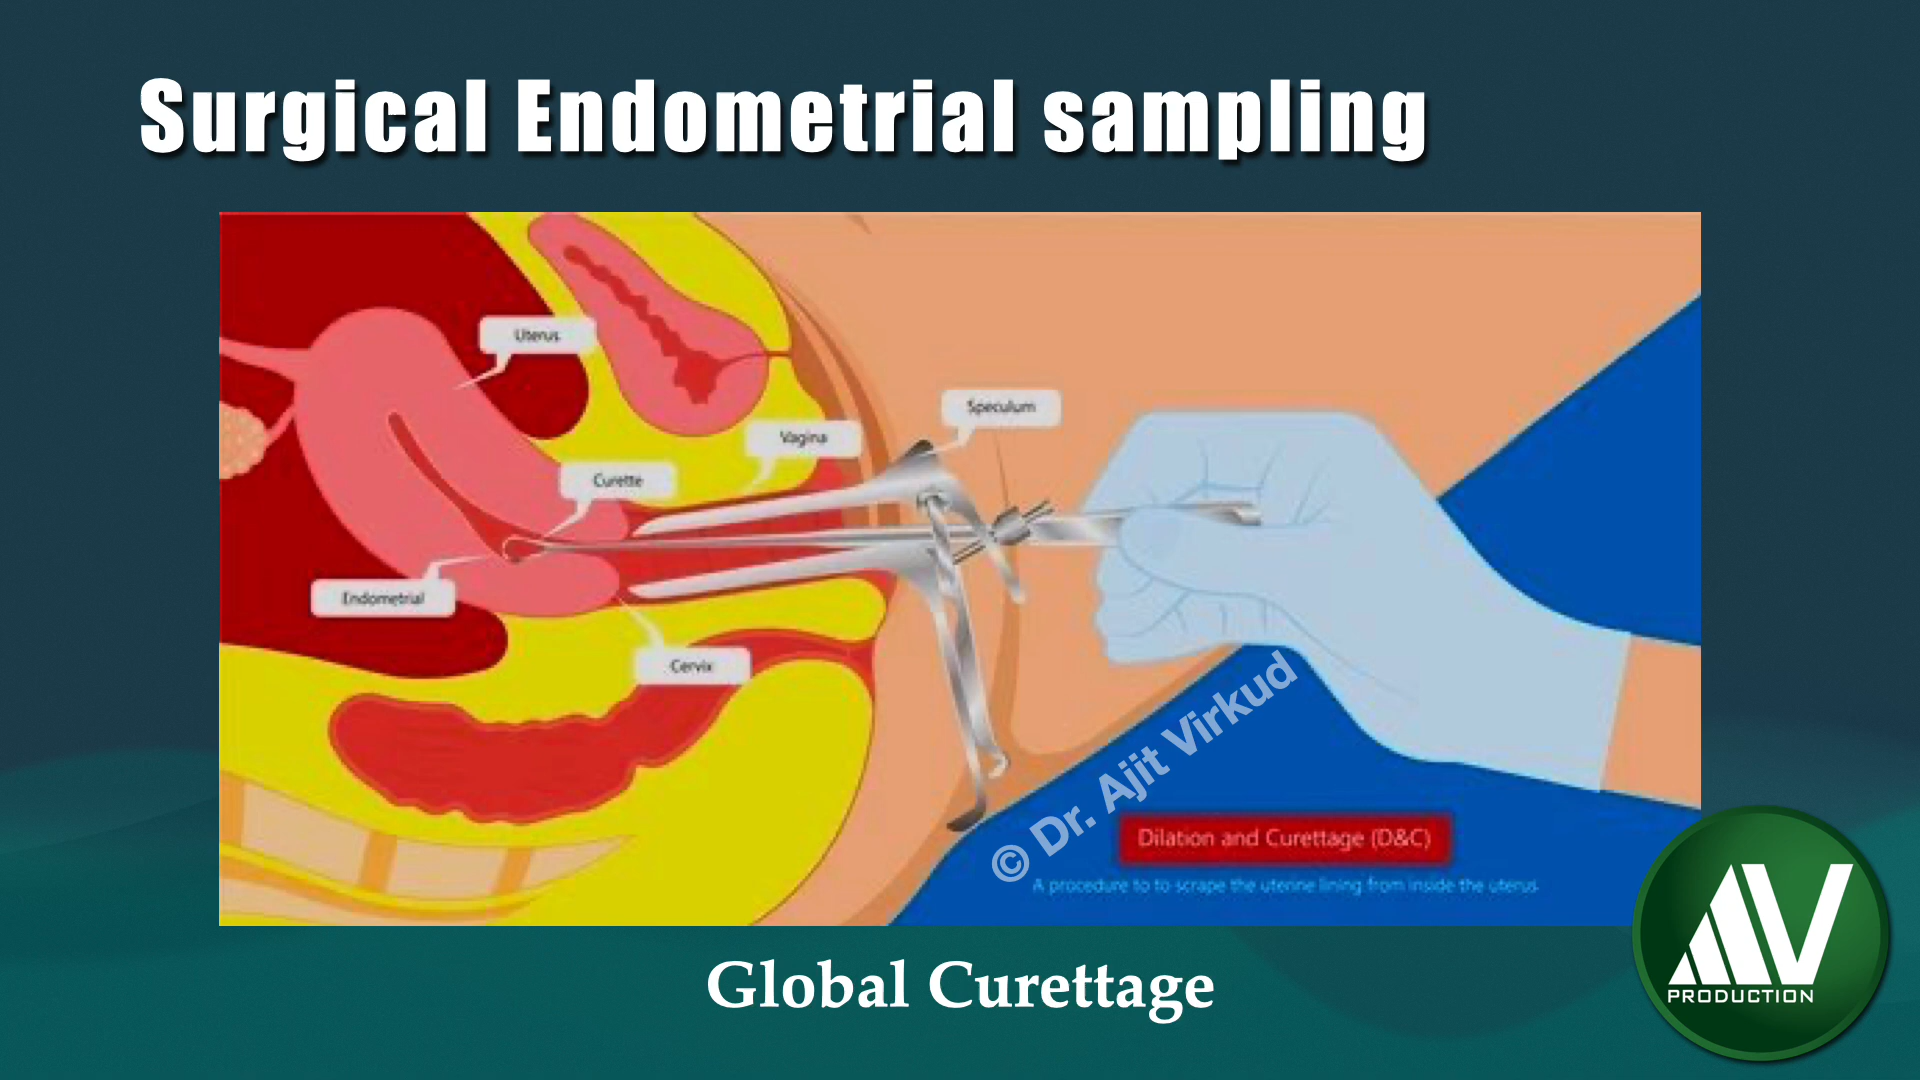 Surgical Endometrial sampling
Uterus
Speculum
Vagina
Curette
Endometrial
Cervix
© Dr. Ajit Virkud
Dilation and Curettage (D&C)
A procedure to to scrape the uterine lining from inside the uterus
AV
PRODUCTION
Global Curettage